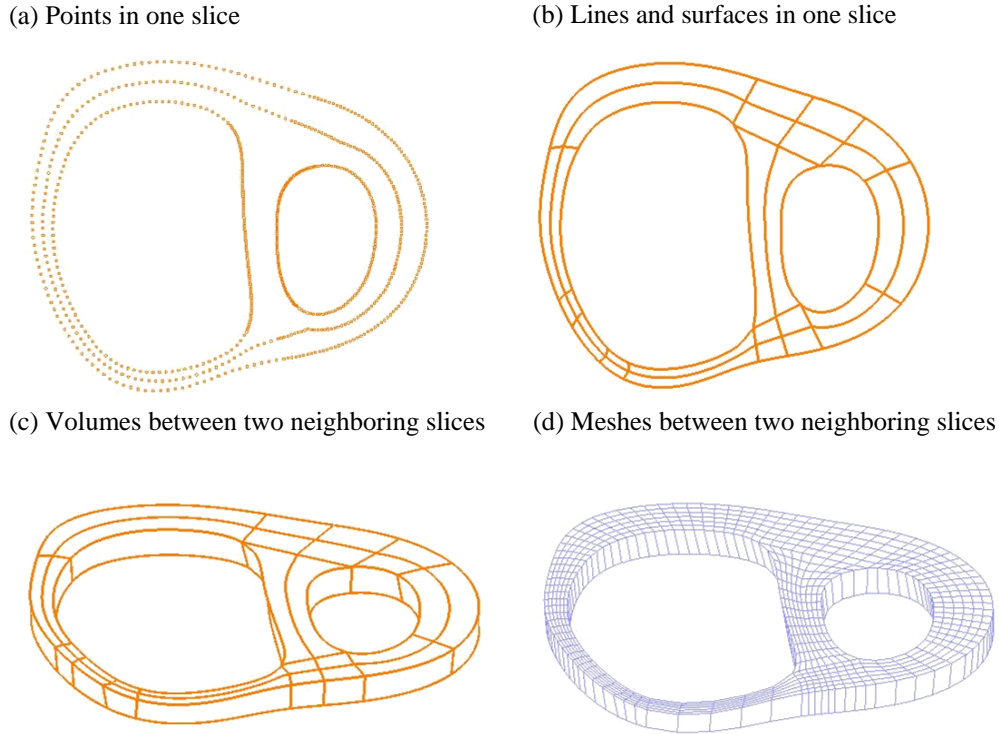 (a) Points in one slice
(b) Lines and surfaces in one slice
(c) Volumes between two neighboring slices
(d) Meshes between two neighboring slices